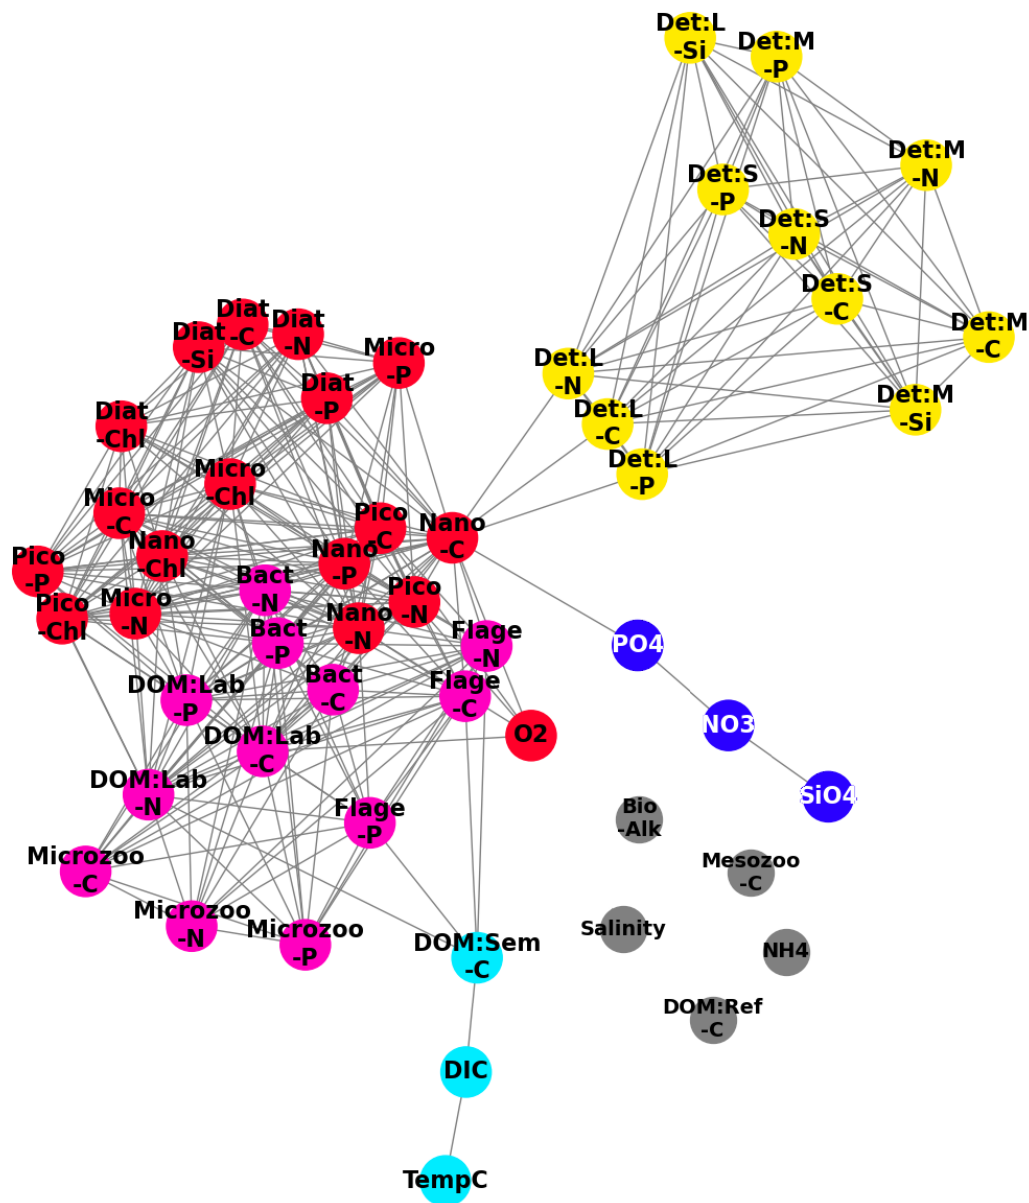 Det:L
-Si
Det:M
-P
Det:M
-N
Det:S
-P
Det:S
-N
Det:S
-C
Det:M
-C
Det:L
-N
Det:L
-C
Det:M
-Si
Det:L
-P
Diat
-C
Diat
-N
Diat
-Si
Micro
-P
Diat
-P
Diat
-Chl
Micro
-Chl
Micro
-C
Pico
-C
Nano
-C
Nano
-Chl
Nano
-P
Pico
-P
Bact
-N
Pico
-N
Pico
-Chl
Micro
-N
Nano
-N
Bact
-P
Flage
-N
PO4
DOM:Lab
-P
Bact
-C
Flage
-C
NO3
O2
DOM:Lab
-C
DOM:Lab
-N
SiO4
Flage
-P
Bio
-Alk
Microzoo
-C
Mesozoo
-C
Microzoo
-N
Microzoo
-P
Salinity
DOM:Sem
-C
NH4
DOM:Ref
-C
DIC
TempC